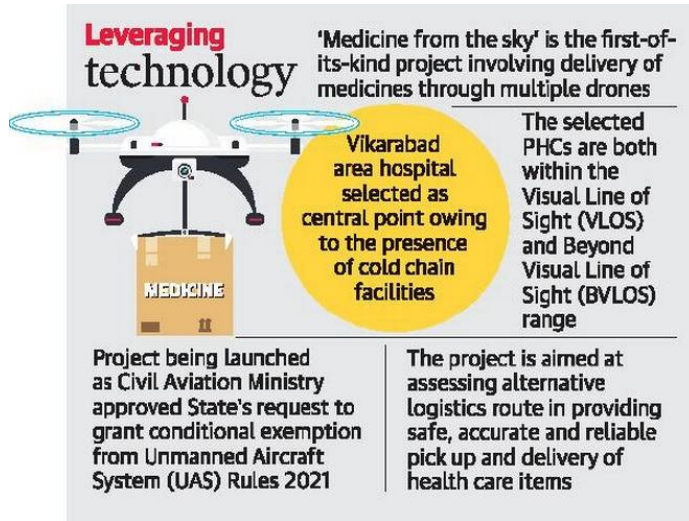 Leveraging
technology
‘Medicine from the sky’ is the first-of-
its-kind project involving delivery of
medicines through multiple drones
Vikarabad
area hospital
selected as
central point owing
to the presence
of cold chain
facilities
The selected
PHCs are both
within the
Visual Line of
Sight (VLOS)
and Beyond
Visual Line of
Sight (BVLOS)
range
MEDICINE
Project being launched
as Civil Aviation Ministry
approved State's request to
grant conditional exemption
from Unmanned Aircraft
System (UAS) Rules 2021
The project is aimed at
assessing alternative
logistics route in providing
safe, accurate and reliable
pick up and delivery of
health care items